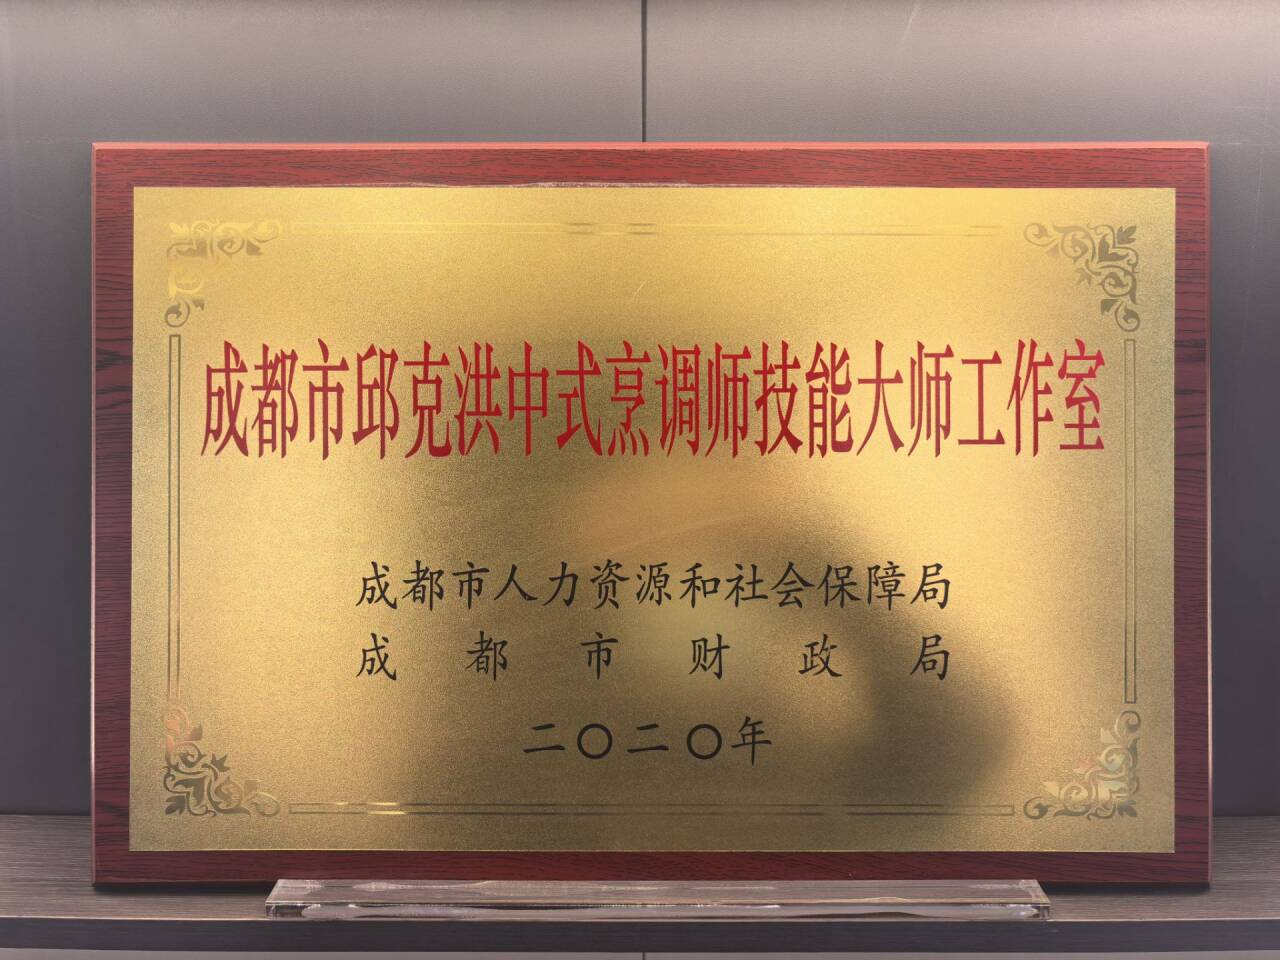 成都市邱克洪中式烹调师技能大师工作室
成都市人力资源和社会保障局
成都市财政局
二〇二〇年